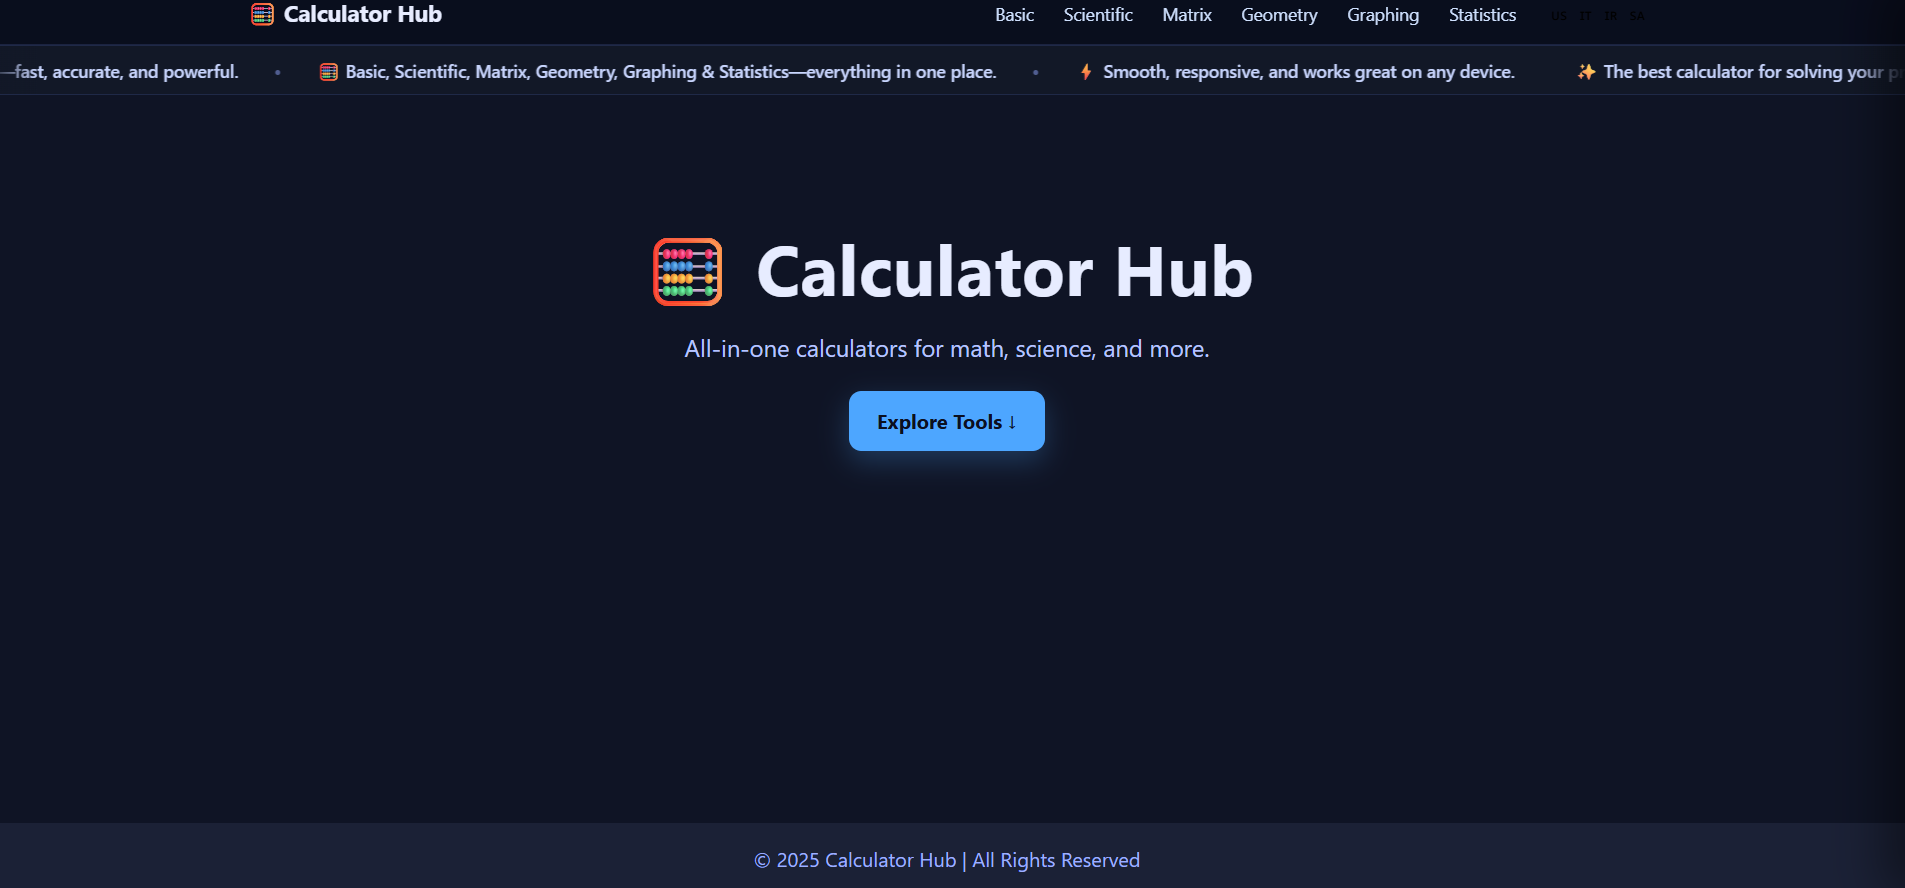 Calculator Hub Basic Scientific Matrix Geometry Graphing Statistics US IT IR SA
—fast, accurate, and powerful. • Basic, Scientific, Matrix, Geometry, Graphing & Statistics—everything in one place. • Smooth, responsive, and works great on any device. The best calculator for solving your
Calculator Hub
All-in-one calculators for math, science, and more.
Explore Tools ↓
© 2025 Calculator Hub | All Rights Reserved